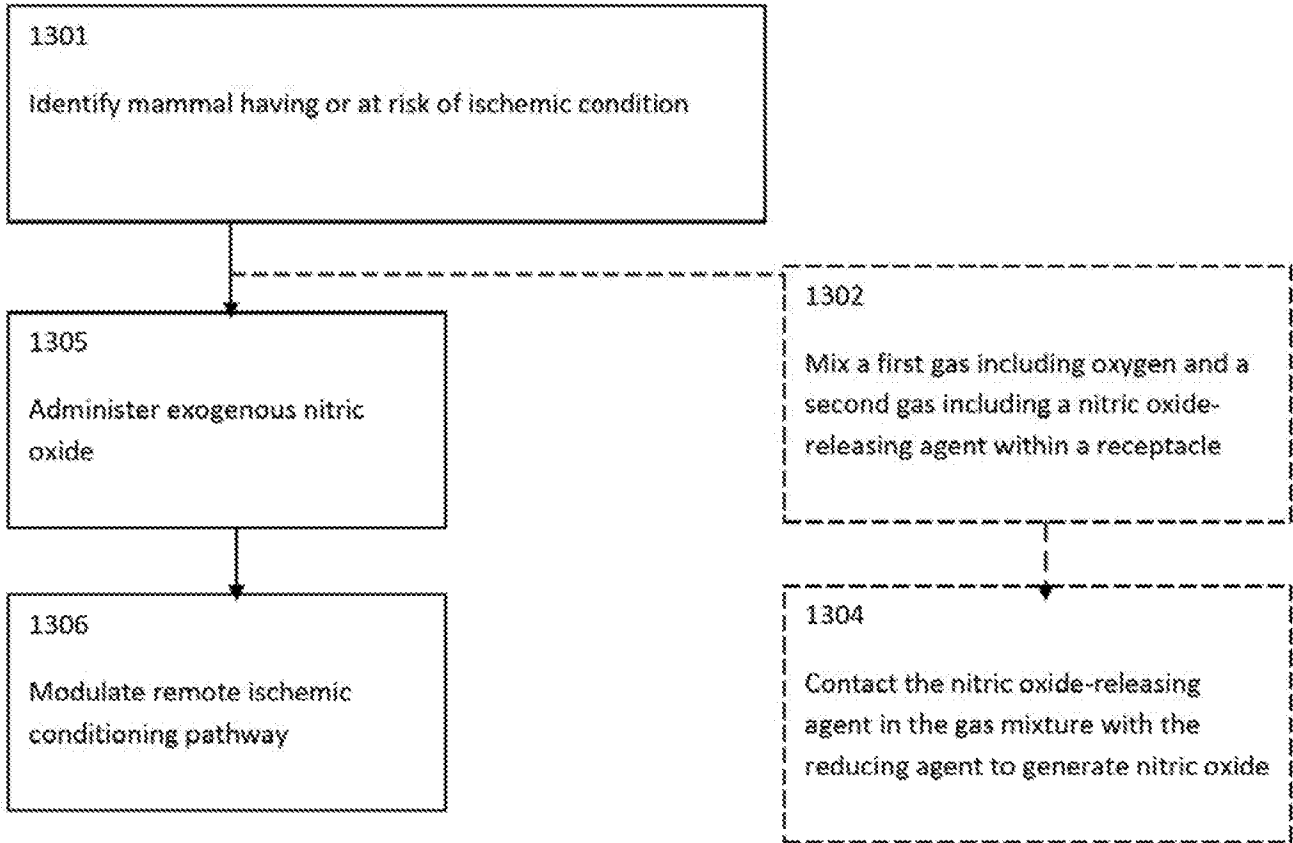 1301
Identify mammal having or at risk of ischemic condition
1302
Mix a first gas including oxygen and a
second gas including a nitric oxide-
releasing agent within a receptacle
1305
Administer exogenous nitric
oxide
1304
Contact the nitric oxide-releasing
agent in the gas mixture with the
reducing agent to generate nitric oxide
1306
Modulate remote ischemic
conditioning pathway